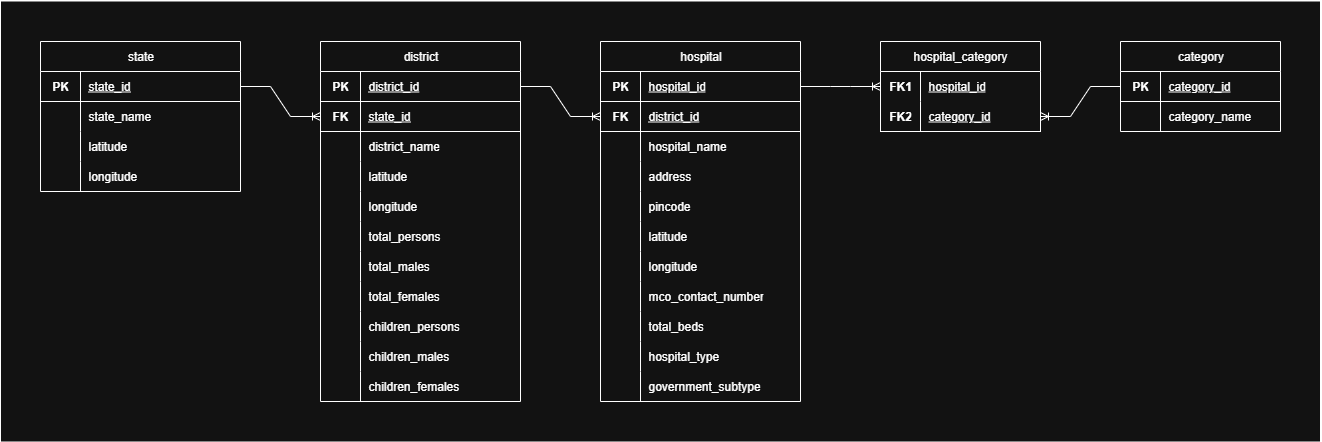 state
PK state_id
state_name
latitude
longitude
district
PK district_id
FK state_id
district_name
latitude
longitude
total_persons
total_males
total_females
children_persons
children_males
children_females
hospital
PK hospital_id
FK district_id
hospital_name
address
pincode
latitude
longitude
mco_contact_number
total_beds
hospital_type
government_subtype
hospital_category
FK1 hospital_id
FK2 category_id
category
PK category_id
category_name